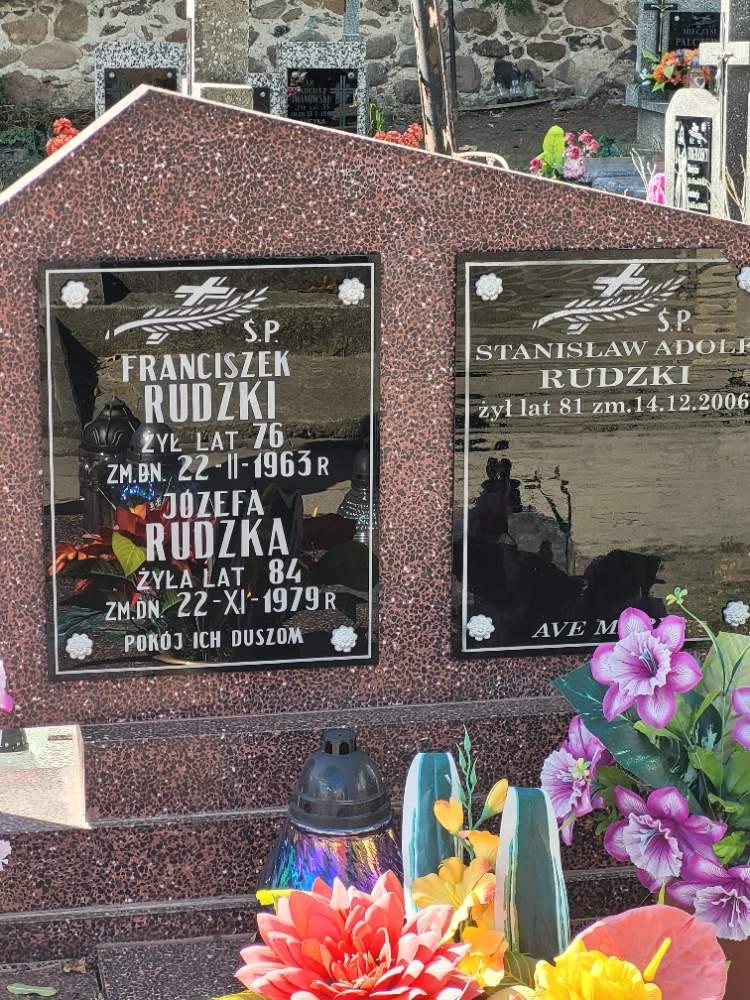 Ś.P.
FRANCISZEK
RUDZKI
ŻYŁ LAT 76
ZM.DN. 22-II-1963 R
JÓZEFA
RUDZKA
ŻYŁA LAT 84
ZM.DN. 22-XI-1979 R
POKÓJ ICH DUSZOM
Ś.P.
STANISŁAW ADOLF
RUDZKI
żył lat 81 zm.14.12.2006
AVE